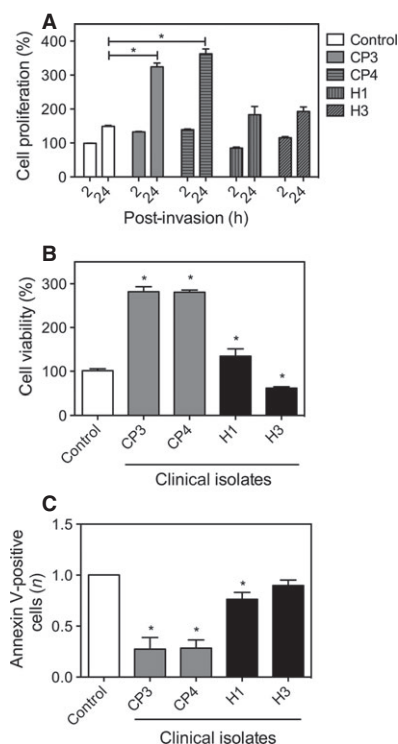 A
Cell proliferation (%)
400
300
200
100
0
*
*
2 24 2 24 2 24 2 24 2 24
Post-invasion (h)
Control
CP3
CP4
H1
H3
B
Cell viability (%)
300
200
100
0
* * * *
Control CP3 CP4 H1 H3
Clinical isolates
C
Annexin V-positive
cells (n)
1.5
1.0
0.5
0.0
* * *
Control CP3 CP4 H1 H3
Clinical isolates